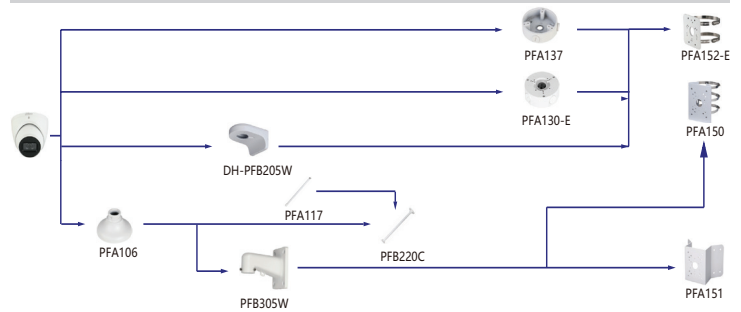 PFA137
PFA152-E
PFA130-E
PFA150
DH-PFB205W
PFA117
PFA106
PFB220C
PFB305W
PFA151